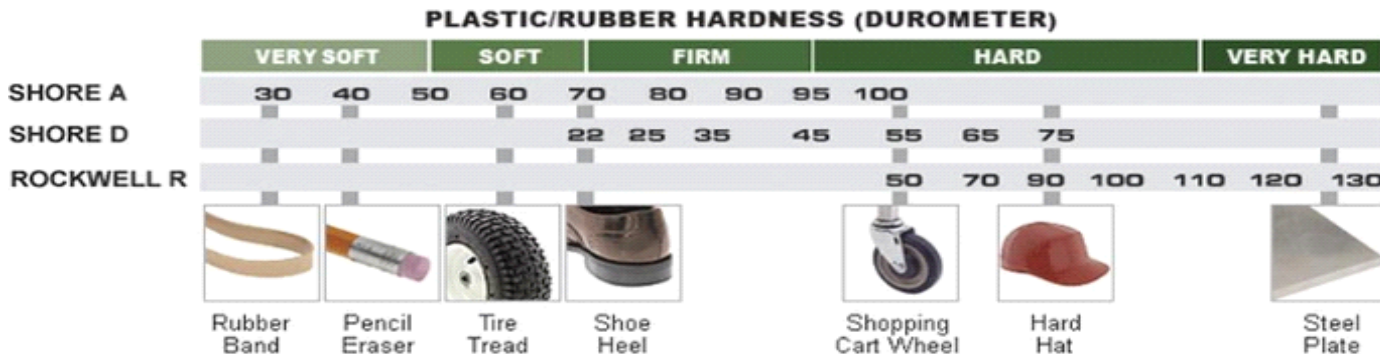 PLASTIC/RUBBER HARDNESS (DUROMETER)
VERY SOFT SOFT FIRM HARD VERY HARD
SHORE A 30 40 50 60 70 80 90 95 100
SHORE D 22 25 35 45 55 65 75
ROCKWELL R 50 70 90 100 110 120 130
Rubber Band
Pencil Eraser
Tire Tread
Shoe Heel
Shopping Cart Wheel
Hard Hat
Steel Plate